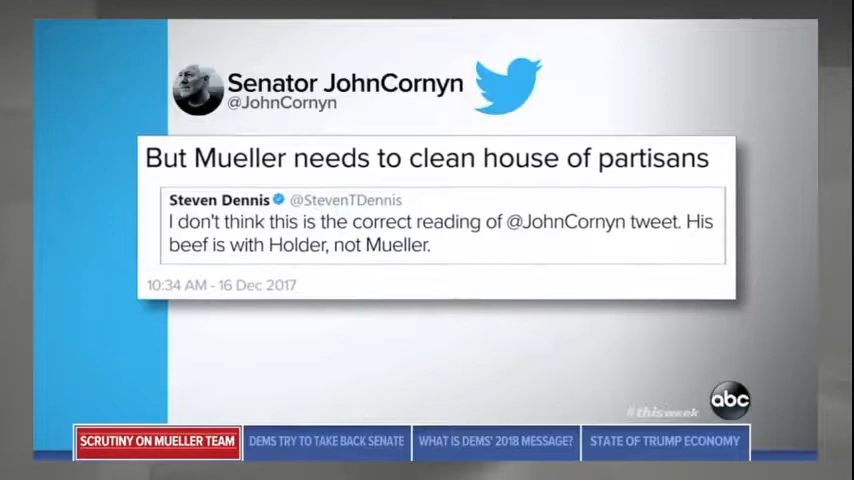 Senator JohnCornyn
@JohnCornyn
But Mueller needs to clean house of partisans
Steven Dennis @StevenTDennis
I don't think this is the correct reading of @JohnCornyn tweet. His
beef is with Holder, not Mueller.
10:34 AM - 16 Dec 2017
#thisweek
abc
SCRUTINY ON MUELLER TEAM
DEMS TRY TO TAKE BACK SENATE
WHAT IS DEMS' 2018 MESSAGE?
STATE OF TRUMP ECONOMY